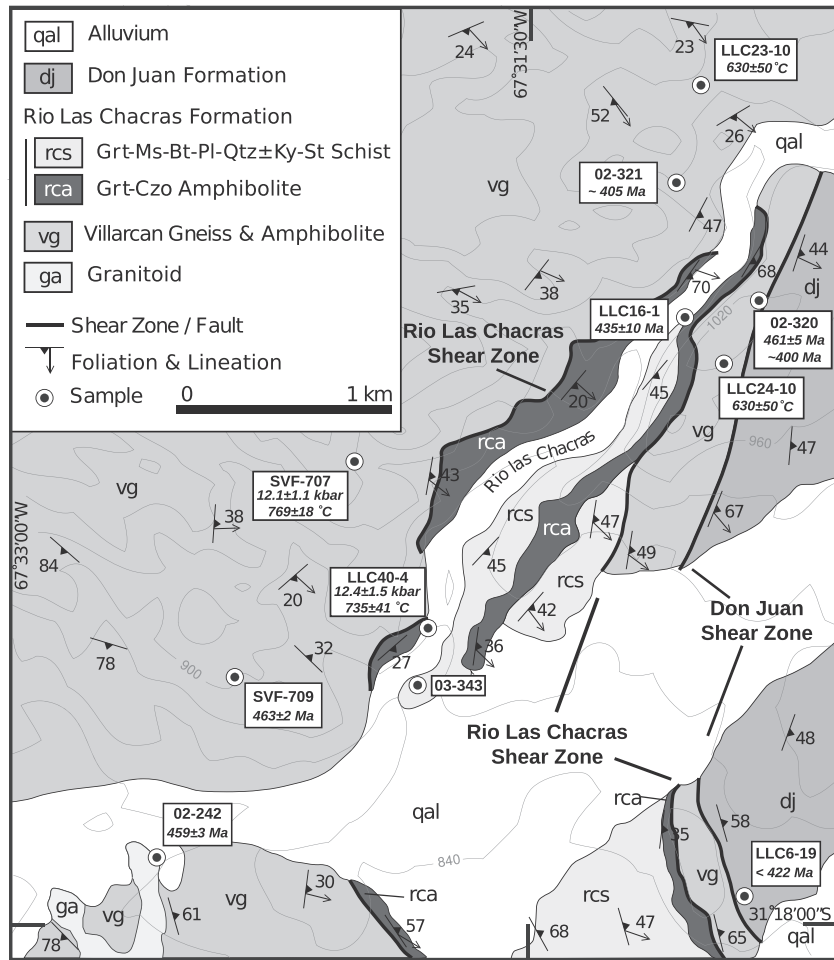 qal Alluvium
dj Don Juan Formation
Rio Las Chacras Formation
rcs Grt-Ms-Bt-Pl-Qtz±Ky-St Schist
rca Grt-Czo Amphibolite
vg Villarcan Gneiss & Amphibolite
ga Granitoid
Shear Zone / Fault
Foliation & Lineation
Sample
0 1 km
24
67˚31'30"W
23
LLC23-10
630±50˚C
52
26
qal
02-321
~ 405 Ma
vg
47
44
68
dj
70
35
38
LLC16-1
435±10 Ma
1020
02-320
461±5 Ma
~400 Ma
Rio Las Chacras
Shear Zone
20
45
LLC24-10
630±50˚C
vg
960
47
rca
Rio las Chacras
43
SVF-707
12.1±1.1 kbar
769±18 ˚C
vg
38
67˚33'00"W
84
rcs
rca
47
67
49
45
rcs
LLC40-4
12.4±1.5 kbar
735±41 ˚C
20
42
Don Juan
Shear Zone
78
32
27
36
900
SVF-709
463±2 Ma
03-343
Rio Las Chacras
Shear Zone
48
02-242
459±3 Ma
qal
rca
dj
58
35
840
LLC6-19
< 422 Ma
vg
30
rca
rcs
vg
ga
vg
61
57
47
68
65
78
31˚18'00"S
qal